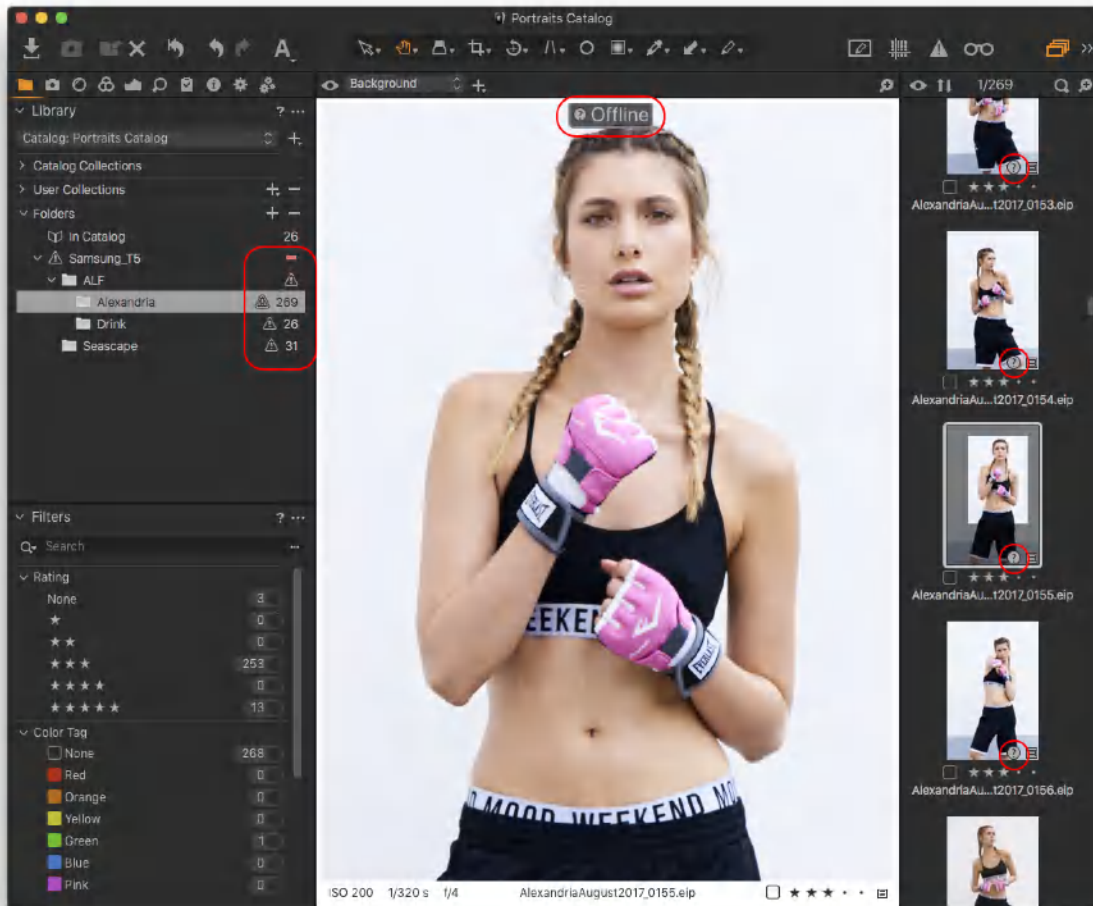 Portraits Catalog
A
Library
? ...
Catalog: Portraits Catalog
Catalog Collections
User Collections
Folders
In Catalog 26
Samsung_T5
ALF
Alexandria 269
Drink 26
Seascape 31
Filters
? ...
Search
Rating
None 3
★ 0
★★ 0
★★★ 253
★★★★ 0
★★★★★ 13
Color Tag
None 268
Red 0
Orange 0
Yellow 0
Green 1
Blue 0
Pink 0
Background
Offline
EVERLAST
WEEKEND
EVERLAST
MOOD WEEKEND MO
ISO 200 1/320 s f/4 AlexandriaAugust2017_0155.eip ★★★
1/269
★★★
AlexandriaAu...t2017_0153.eip
★★★
AlexandriaAu...t2017_0154.eip
★★★
AlexandriaAu...t2017_0155.eip
★★★
AlexandriaAu...t2017_0156.eip